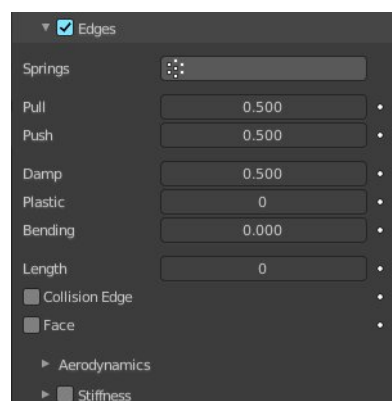 Edges
Springs
Pull 0.500
Push 0.500
Damp 0.500
Plastic 0
Bending 0.000
Length 0
Collision Edge
Face
Aerodynamics
Stiffness